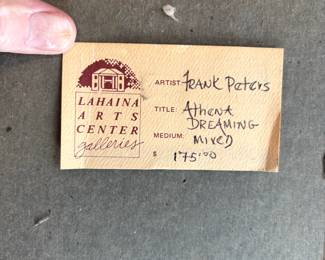 LAHAINA
ARTS
CENTER
galleries
ARTIST: FRANK Peters
TITLE: AthenA
DREAMING
MEDIUM: mixeD
$ 175.00